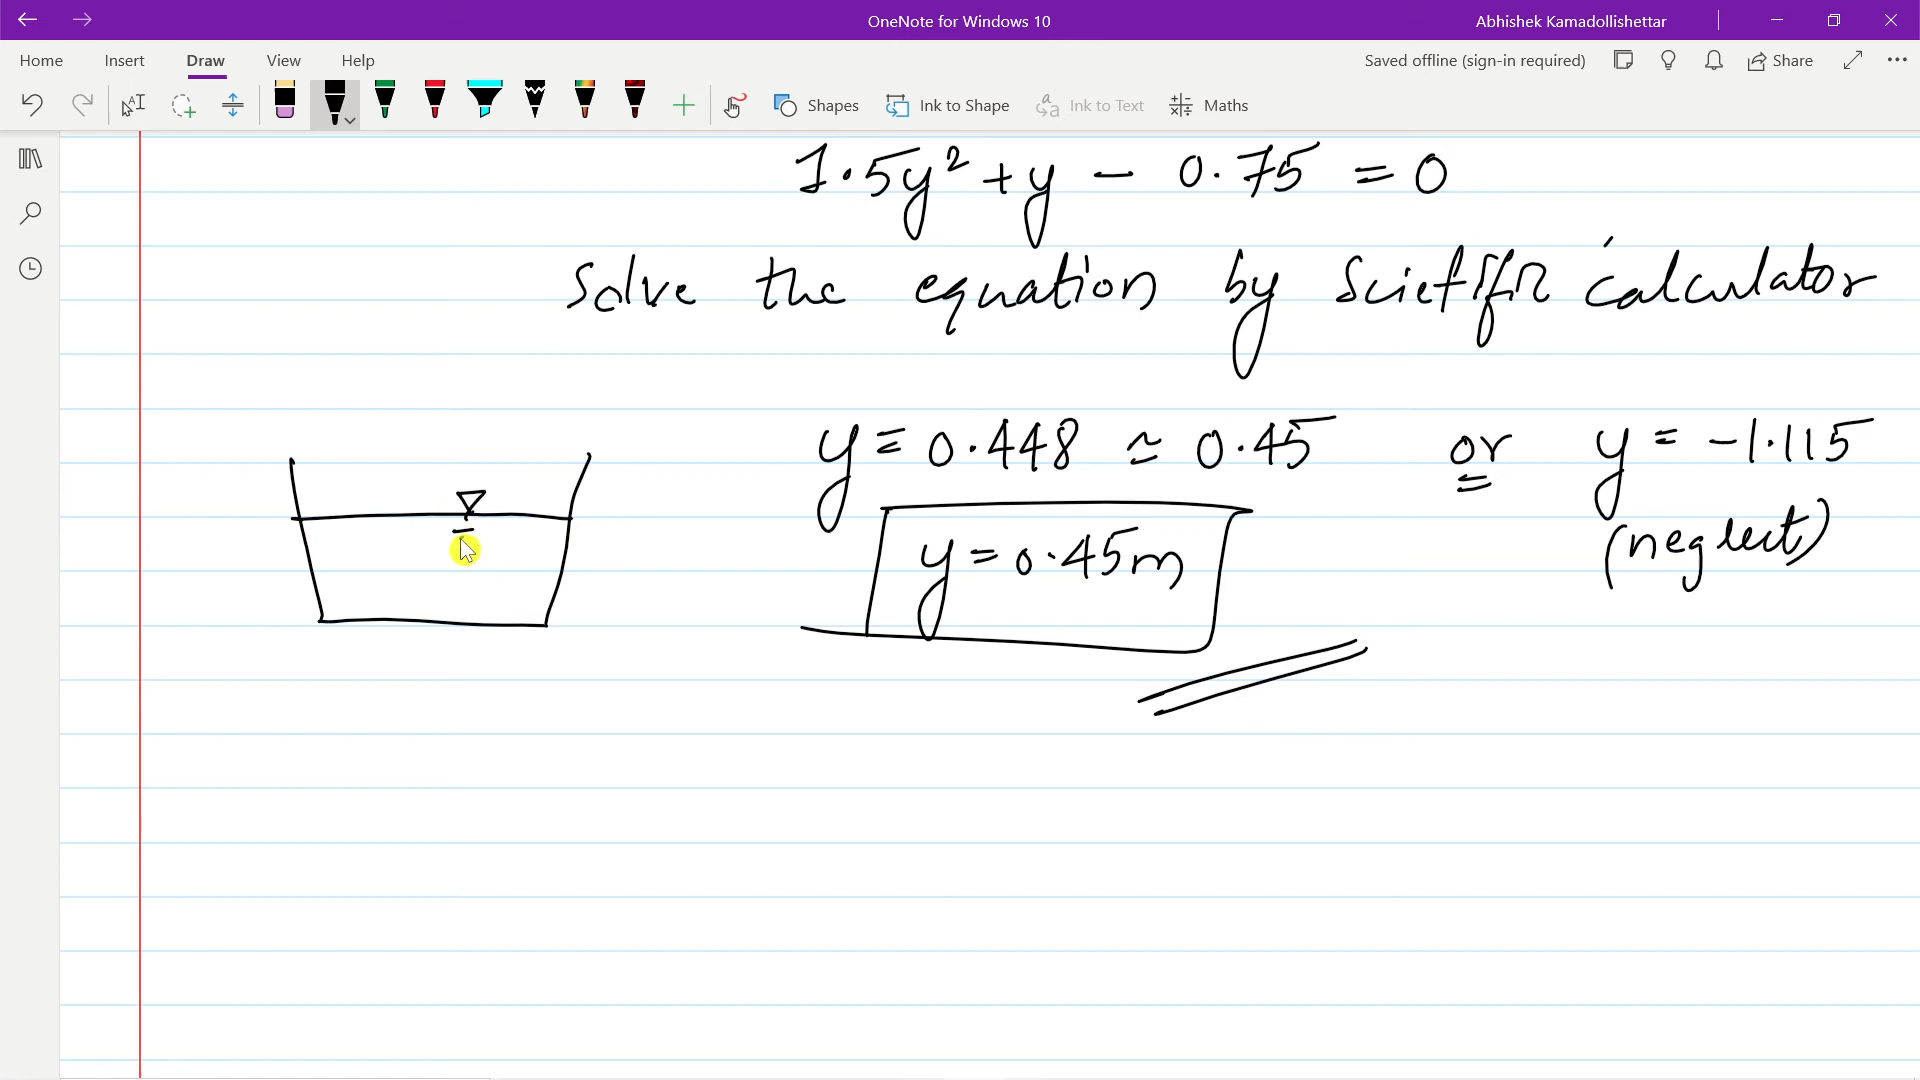 OneNote for Windows 10
Abhishek Kamadollishettar
Home Insert Draw View Help
Saved offline (sign-in required) Share
Shapes Ink to Shape Ink to Text Maths
1.5y² + y - 0.75 = 0
Solve the equation by calculator
y = 0.448 ≃ 0.45 or y = -1.115
(neglect)
y = 0.45m